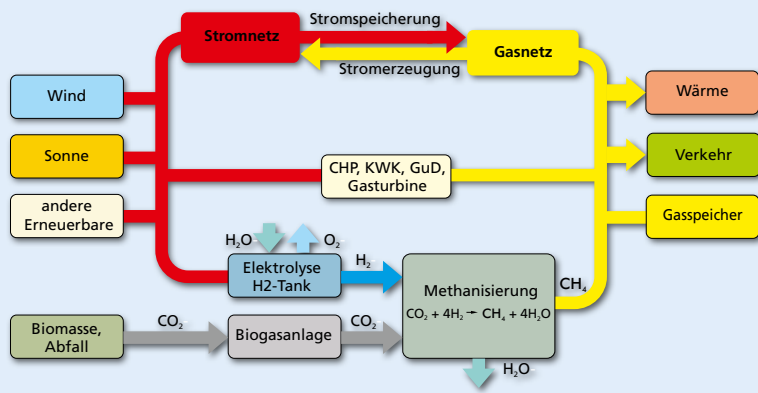 Stromspeicherung
Stromnetz
Gasnetz
Stromerzeugung
Wind
Wärme
Sonne
Verkehr
CHP, KWK, GuD,
Gasturbine
andere
Erneuerbare
Gasspeicher
H₂O
O₂
Elektrolyse
H2-Tank
H₂
Methanisierung
CO₂ + 4H₂ → CH₄ + 4H₂O
CH₄
Biomasse,
Abfall
CO₂
Biogasanlage
CO₂
H₂O